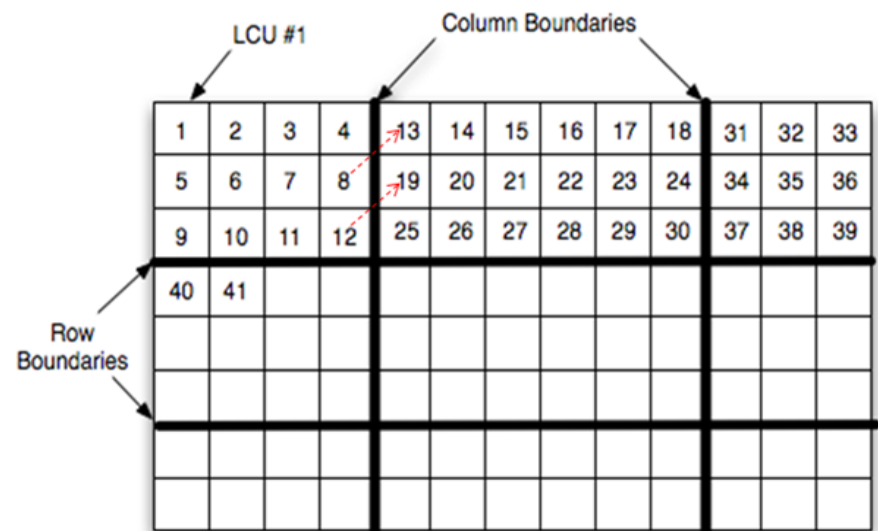 LCU #1
Column Boundaries
1 2 3 4 13 14 15 16 17 18 31 32 33
5 6 7 8 19 20 21 22 23 24 34 35 36
9 10 11 12 25 26 27 28 29 30 37 38 39
40 41
Row
Boundaries